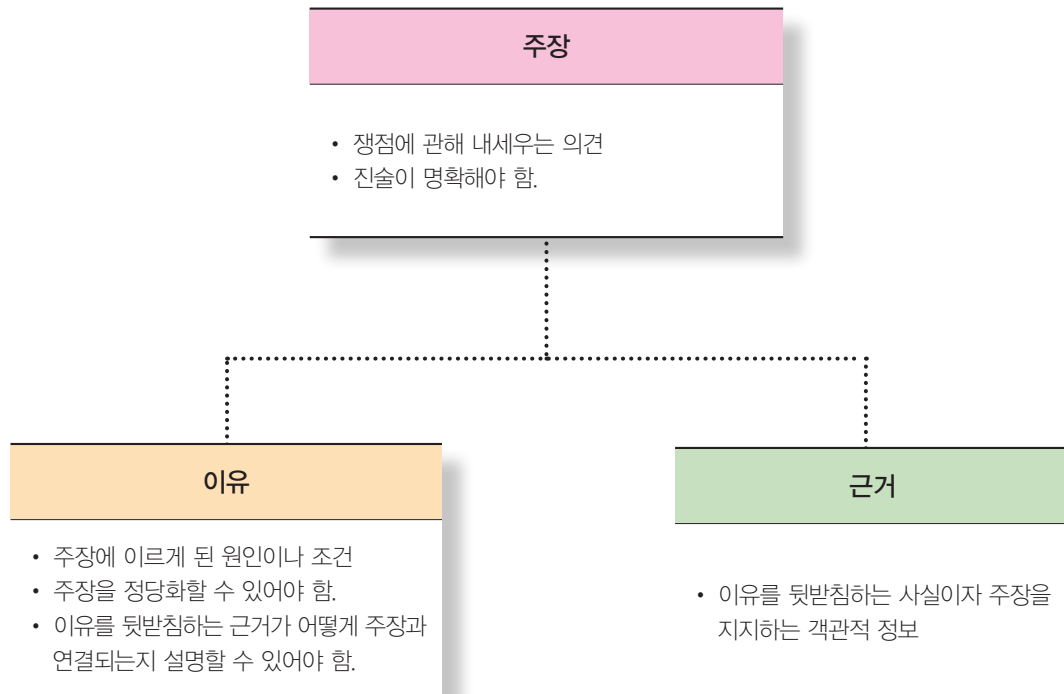 주장
• 쟁점에 관해 내세우는 의견
• 진술이 명확해야 함.
이유
• 주장에 이르게 된 원인이나 조건
• 주장을 정당화할 수 있어야 함.
• 이유를 뒷받침하는 근거가 어떻게 주장과
연결되는지 설명할 수 있어야 함.
근거
• 이유를 뒷받침하는 사실이자 주장을
지지하는 객관적 정보